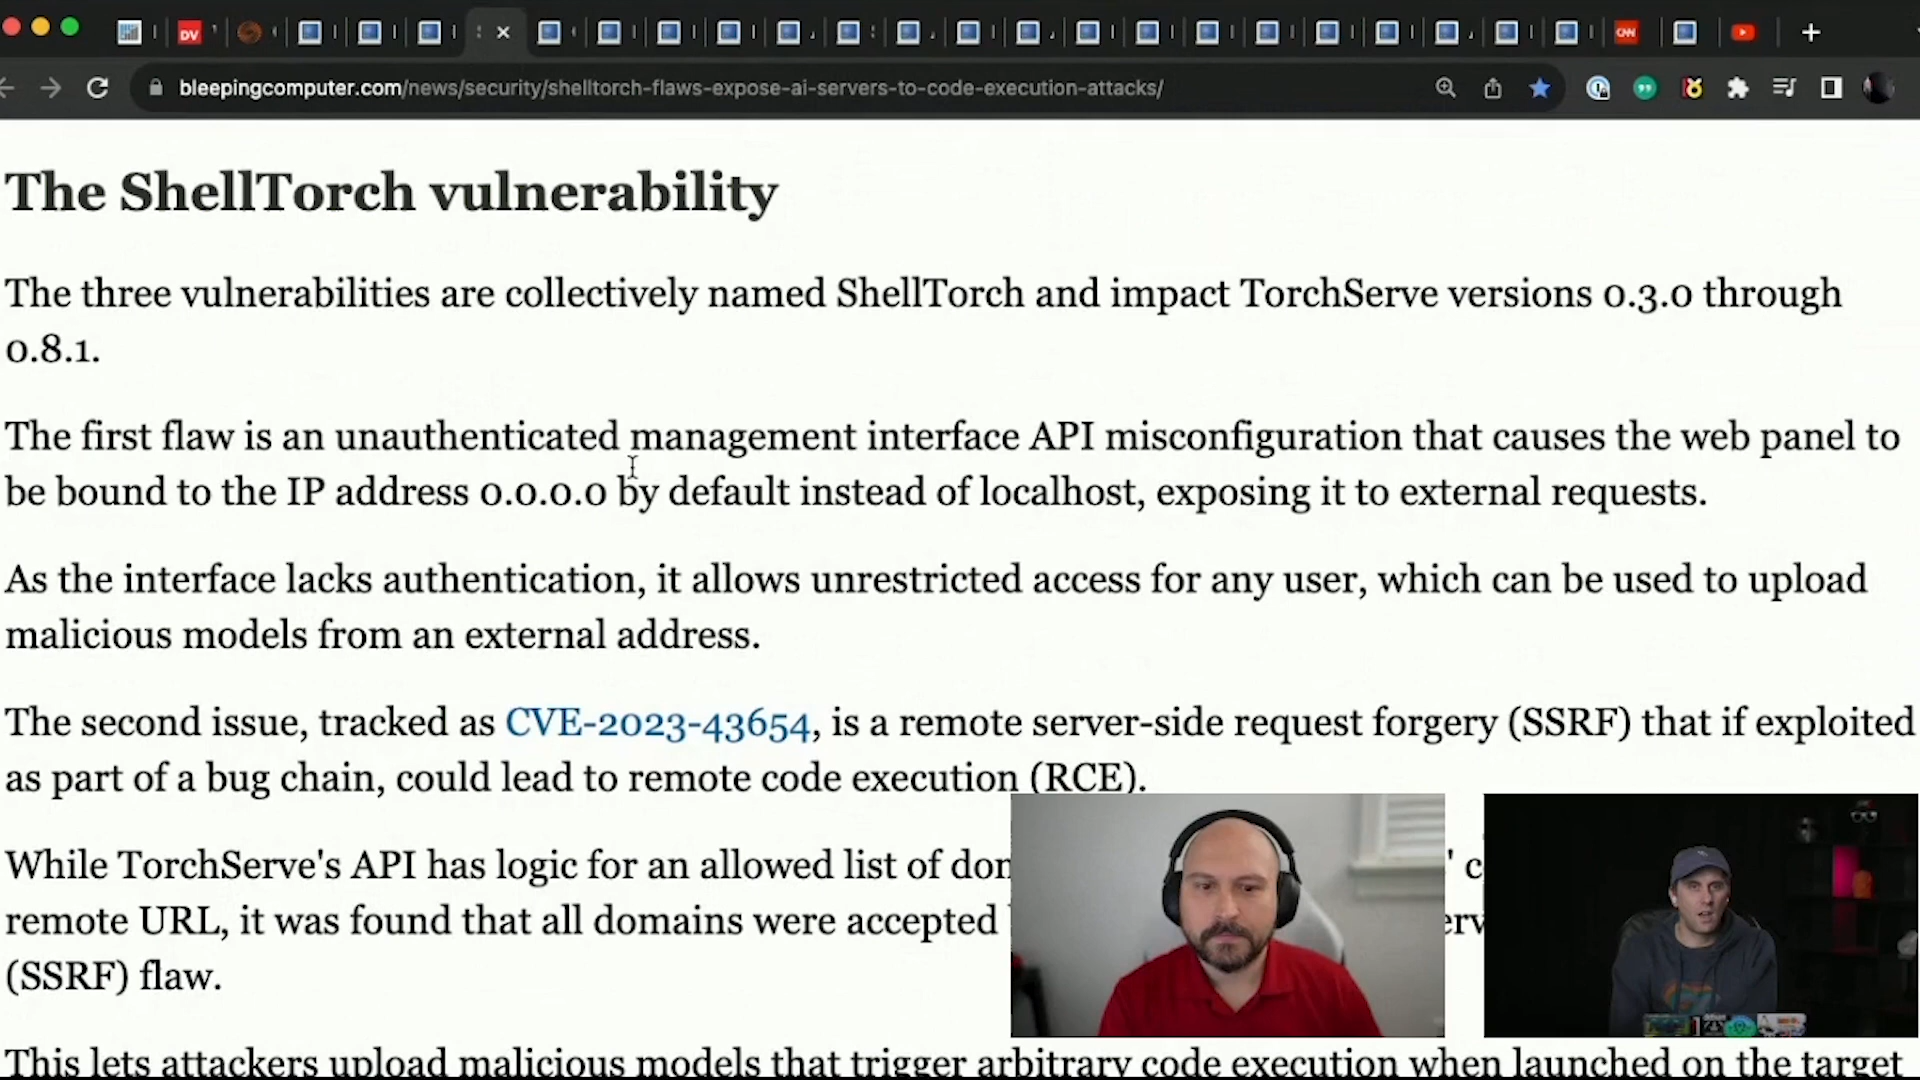 DV
CNN
bleepingcomputer.com/news/security/shelltorch-flaws-expose-ai-servers-to-code-execution-attacks/
The ShellTorch vulnerability
The three vulnerabilities are collectively named ShellTorch and impact TorchServe versions 0.3.0 through
0.8.1.
The first flaw is an unauthenticated management interface API misconfiguration that causes the web panel to
be bound to the IP address 0.0.0.0 by default instead of localhost, exposing it to external requests.
As the interface lacks authentication, it allows unrestricted access for any user, which can be used to upload
malicious models from an external address.
The second issue, tracked as CVE-2023-43654, is a remote server-side request forgery (SSRF) that if exploited
as part of a bug chain, could lead to remote code execution (RCE).
While TorchServe's API has logic for an allowed list of
remote URL, it was found that all domains were accepted
(SSRF) flaw.
This lets attackers upload malicious models that trigger arbitrary code execution when launched on the target